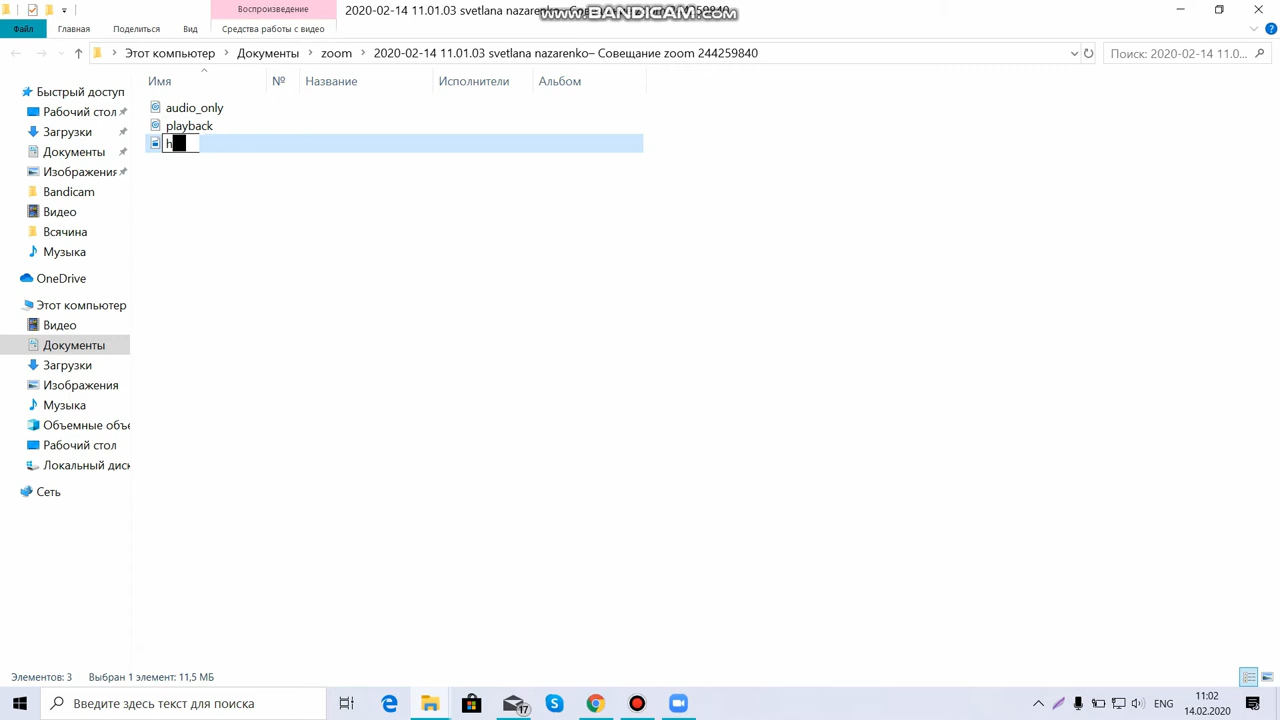 Воспроизведение
2020-02-14 11.01.03 svetlana nazarenko– Совещание zoom 244259840
www.BANDICAM.com
Файл
Главная
Поделиться
Вид
Средства работы с видео
Этот компьютер
Документы
zoom
2020-02-14 11.01.03 svetlana nazarenko– Совещание zoom 244259840
Поиск: 2020-02-14 11.0...
Имя
№
Название
Исполнители
Альбом
audio_only
playback
h
Быстрый доступ
Рабочий стол
Загрузки
Документы
Изображения
Bandicam
Видео
Всячина
Музыка
OneDrive
Этот компьютер
Видео
Документы
Загрузки
Изображения
Музыка
Объемные объе
Рабочий стол
Локальный диск
Сеть
Элементов: 3
Выбран 1 элемент: 11,5 МБ
Введите здесь текст для поиска
17
ENG
11:02
14.02.2020